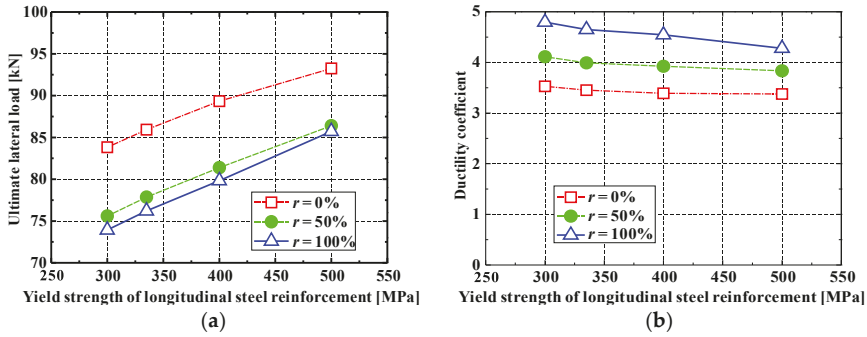 100
95
90
85
80
75
70
250 300 350 400 450 500 550
Ultimate lateral load [kN]
r = 0%
r = 50%
r = 100%
Yield strength of longitudinal steel reinforcement [MPa]
(a)
5
4
3
2
1
0
250 300 350 400 450 500 550
Ductility coefficient
r = 0%
r = 50%
r = 100%
Yield strength of longitudinal steel reinforcement [MPa]
(b)